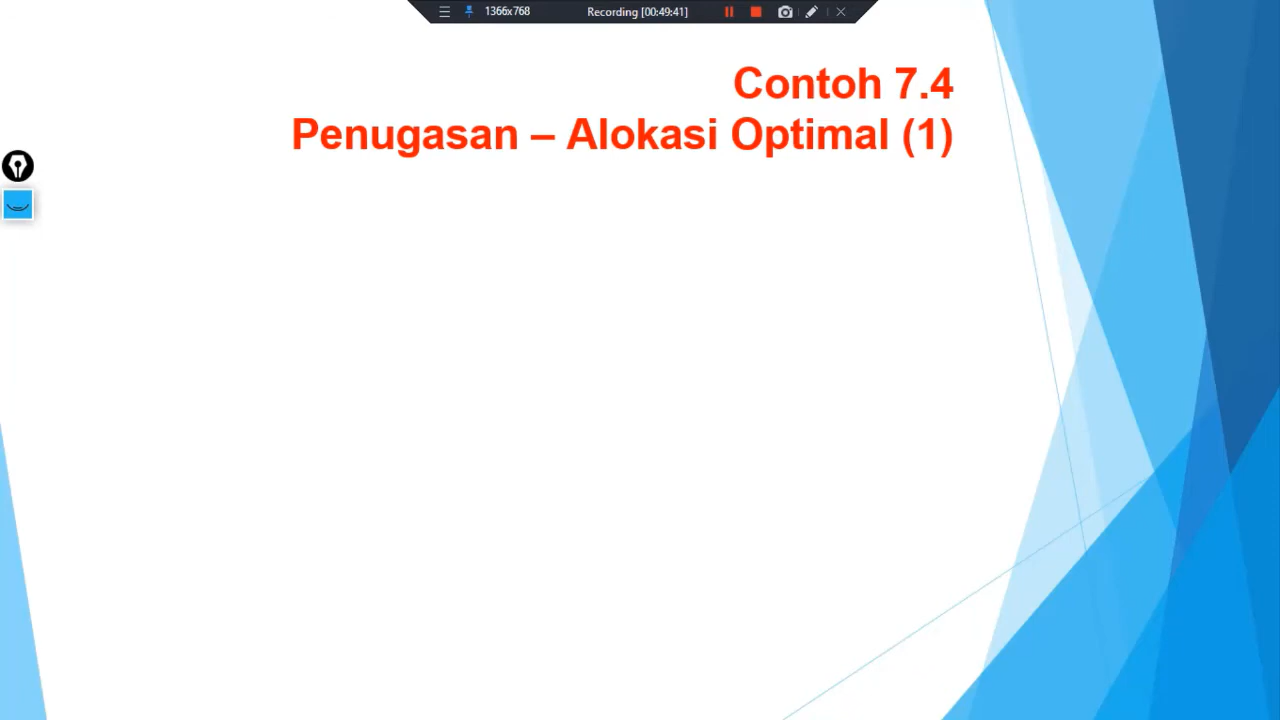 1366x768 Recording [00:49:41]
Contoh 7.4
Penugasan – Alokasi Optimal (1)